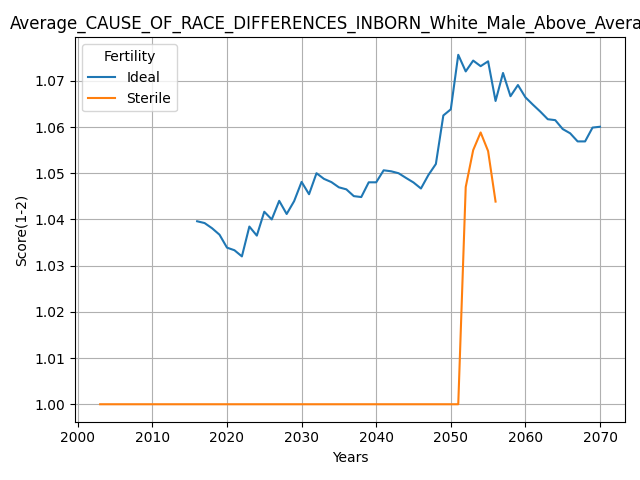 Average_CAUSE_OF_RACE_DIFFERENCES_INBORN_White_Male_Above_Avera
Fertility
Ideal
Sterile
1.07
1.06
1.05
1.04
1.03
1.02
1.01
1.00
Score(1-2)
2000 2010 2020 2030 2040 2050 2060 2070
Years